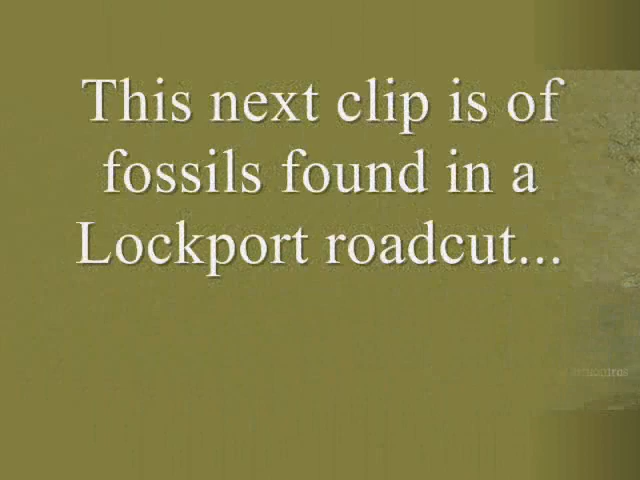 This next clip is of
fossils found in a
Lockport roadcut...